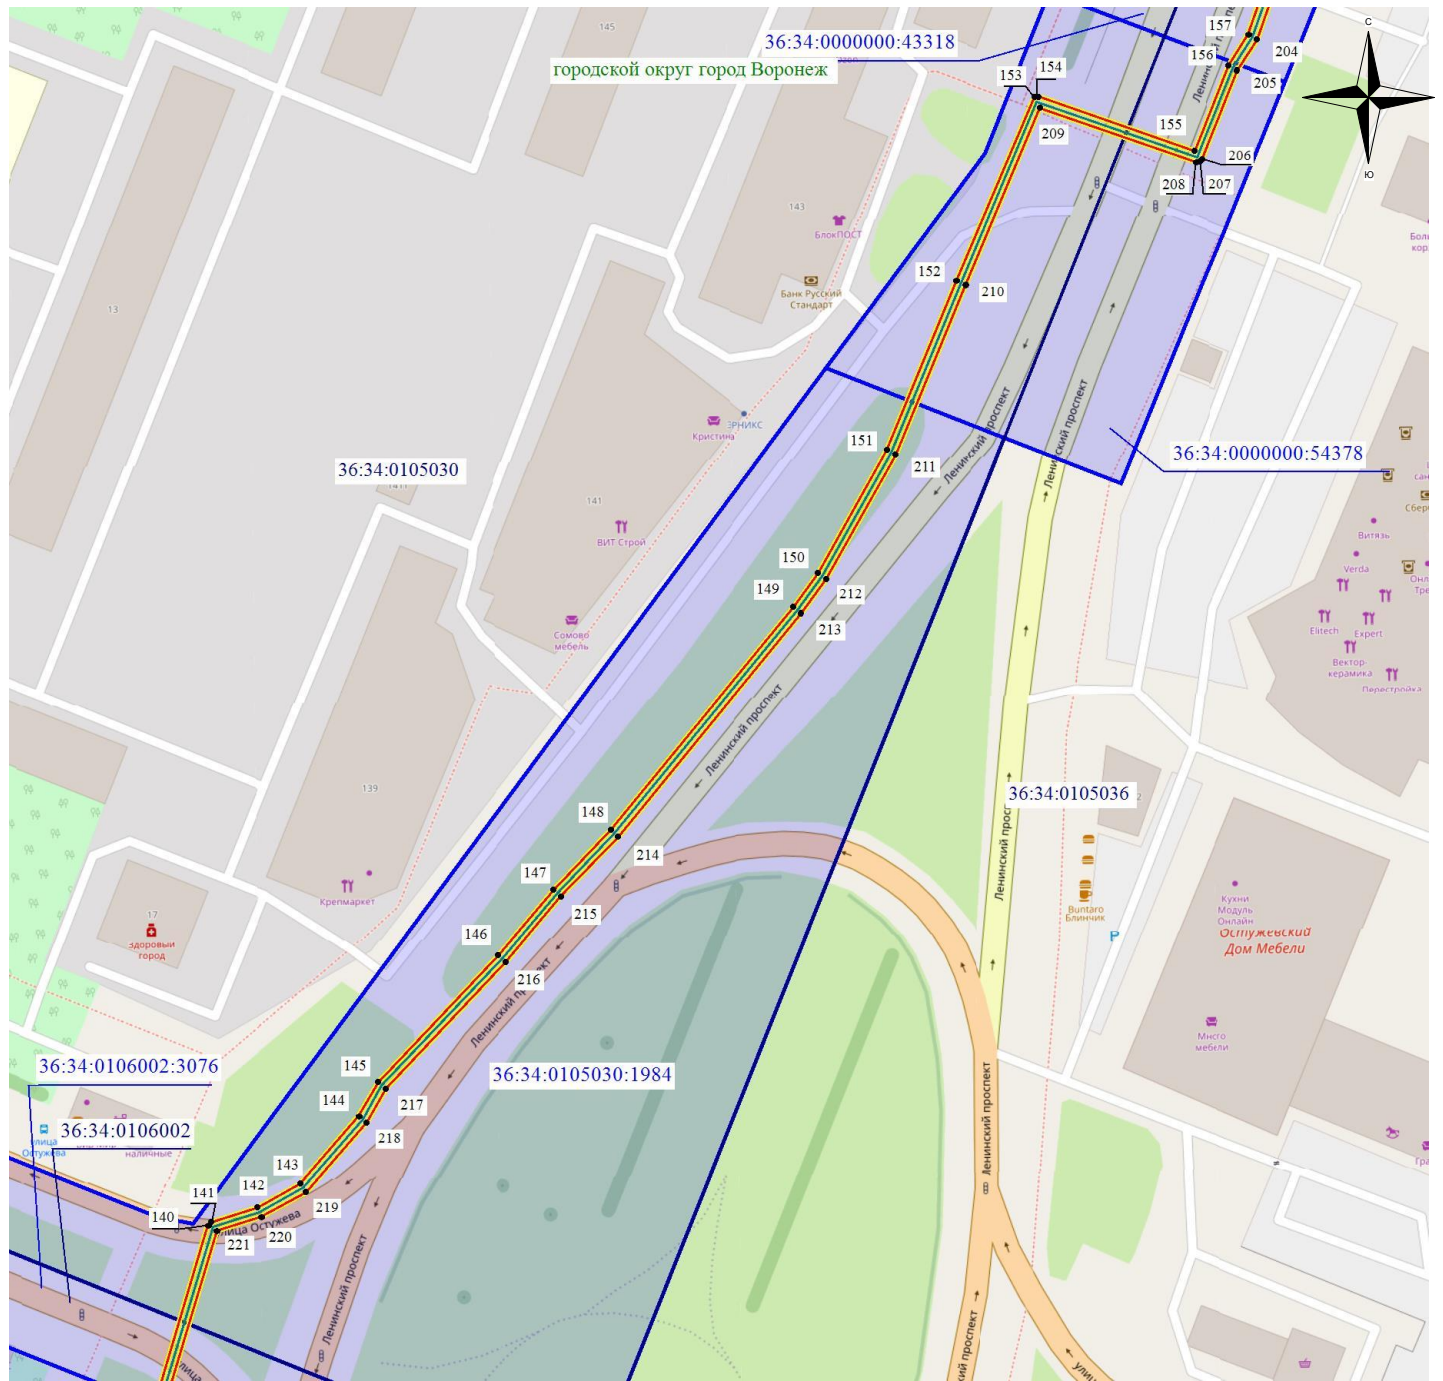 145
36:34:0000000:43318
городской округ город Воронеж
157
204
156
205
С
153
154
209
155
206
208
207
Ю
143
БлокПОСТ
Банк Русский
Стандарт
152
210
13
Ленинский проспект
Кристина
151
211
36:34:0000000:54378
36:34:0105030
141
ВИТ Строй
Витязь
Verda
150
149
212
213
Elitech
Expert
Вектор-
керамика
Перестройка
Сомово
мебель
Ленинский проспект
139
148
214
36:34:0105036
147
215
Крепмаркет
17
Здоровый
город
146
216
Buntaro
Блинчик
P
Кухни
Модуль
Онлайн
Остужевский
Дом Мебели
Много
мебели
Ленинский проспект
145
217
144
218
36:34:0106002:3076
36:34:0105030:1984
36:34:0106002
улица
Остужева
наличные
Ленинский проспект
143
142
141
140
219
220
221
улица Остужева
Ленинский проспект